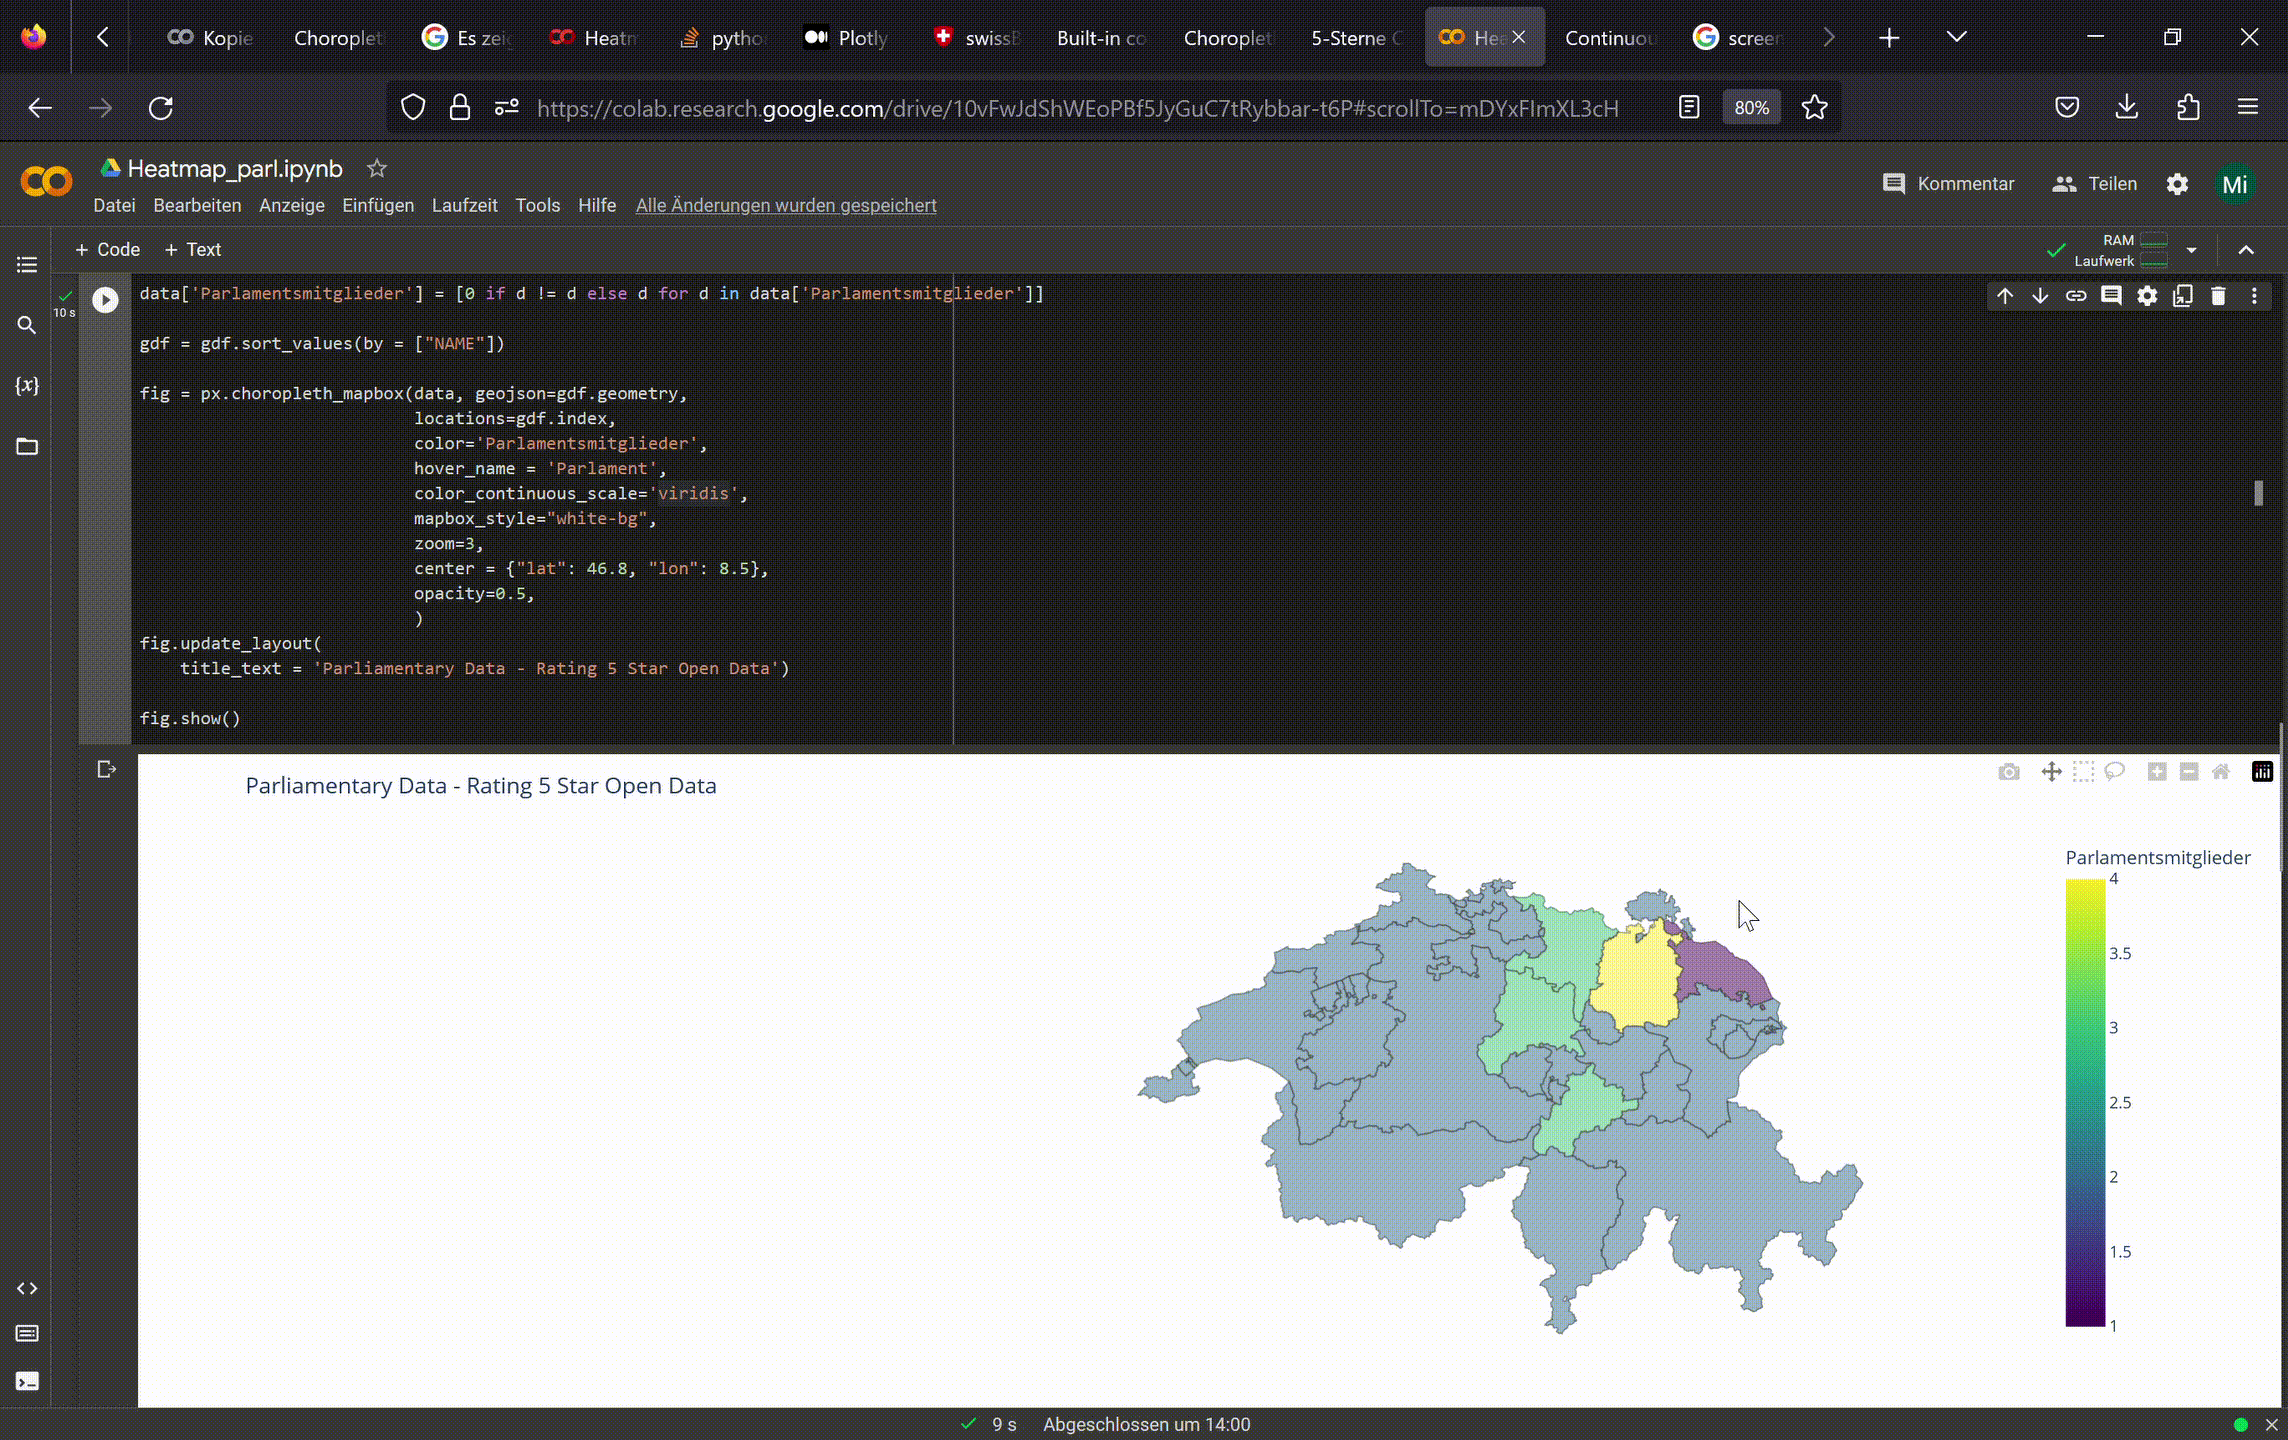 Kopie
Choroplet
Es zeig
Heatm
pytho
Plotly
swissB
Built-in co
Choroplet
5-Sterne C
Hea
Continuou
screen
https://colab.research.google.com/drive/10vFwJdShWEoPBf5JyGuC7tRybbar-t6P#scrollTo=mDYxFImXL3cH
80%
Heatmap_parl.ipynb
Kommentar
Teilen
Mi
Datei Bearbeiten Anzeige Einfügen Laufzeit Tools Hilfe Alle Änderungen wurden gespeichert
+ Code + Text
RAM
Laufwerk
10 s
{x}
data['Parlamentsmitglieder'] = [0 if d != d else d for d in data['Parlamentsmitglieder']]
gdf = gdf.sort_values(by = ["NAME"])
fig = px.choropleth_mapbox(data, geojson=gdf.geometry,
locations=gdf.index,
color='Parlamentsmitglieder',
hover_name = 'Parlament',
color_continuous_scale='viridis',
mapbox_style="white-bg",
zoom=3,
center = {"lat": 46.8, "lon": 8.5},
opacity=0.5,
)
fig.update_layout(
title_text = 'Parliamentary Data - Rating 5 Star Open Data')
fig.show()
Parliamentary Data - Rating 5 Star Open Data
Parlamentsmitglieder
4
3.5
3
2.5
2
1.5
1
9 s Abgeschlossen um 14:00